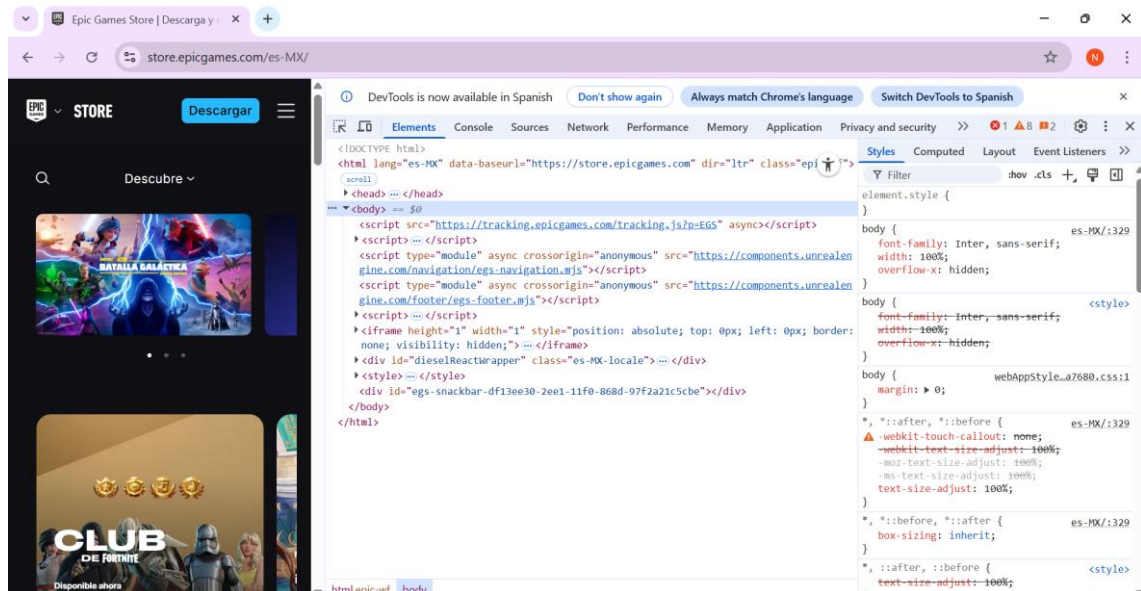 Epic Games Store | Descarga y
store.epicgames.com/es-MX/
N
EPIC GAMES
STORE
Descargar
Descubre
BATALLA GALÁCTICA
CLUB
DE FORTNITE
Disponible ahora
DevTools is now available in Spanish Don't show again Always match Chrome's language Switch DevTools to Spanish
Elements Console Sources Network Performance Memory Application Privacy and security 1 8 2
<!DOCTYPE html>
<html lang="es-MX" data-baseurl="https://store.epicgames.com" dir="ltr" class="epi
scroll
<head> … </head>
… <body> == $0
<script src="https://tracking.epicgames.com/tracking.js?p=EGS" async></script>
<script> … </script>
<script type="module" async crossorigin="anonymous" src="https://components.unrealen
gine.com/navigation/egs-navigation.mjs"></script>
<script type="module" async crossorigin="anonymous" src="https://components.unrealen
gine.com/footer/egs-footer.mjs"></script>
<script> … </script>
<iframe height="1" width="1" style="position: absolute; top: 0px; left: 0px; border:
none; visibility: hidden;"> … </iframe>
<div id="dieselReactWrapper" class="es-MX-locale"> … </div>
<style> … </style>
<div id="egs-snackbar-df13ee30-2ee1-11f0-868d-97f2a21c5cbe"></div>
</body>
</html>
html.epic-wf body
Styles Computed Layout Event Listeners
Filter :hov .cls
element.style {
}
body { es-MX/:329
font-family: Inter, sans-serif;
width: 100%;
overflow-x: hidden;
}
body { <style>
font-family: Inter, sans-serif;
width: 100%;
overflow-x: hidden;
}
body { webAppStyle…a7680.css:1
margin: 0;
}
*, *::after, *::before { es-MX/:329
-webkit-touch-callout: none;
-webkit-text-size-adjust: 100%;
-moz-text-size-adjust: 100%;
-ms-text-size-adjust: 100%;
text-size-adjust: 100%;
}
*, *::before, *::after { es-MX/:329
box-sizing: inherit;
}
*, ::after, ::before { <style>
text-size-adjust: 100%;